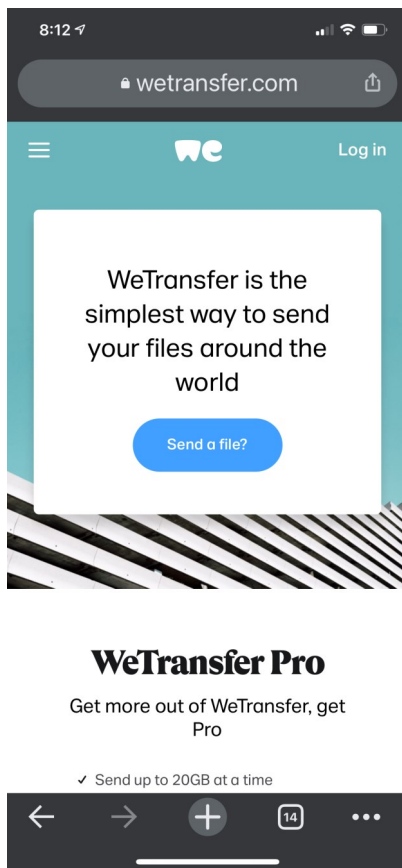 8:12
wetransfer.com
we
Log in
WeTransfer is the
simplest way to send
your files around the
world
Send a file?
WeTransfer Pro
Get more out of WeTransfer, get
Pro
✓ Send up to 20GB at a time
14